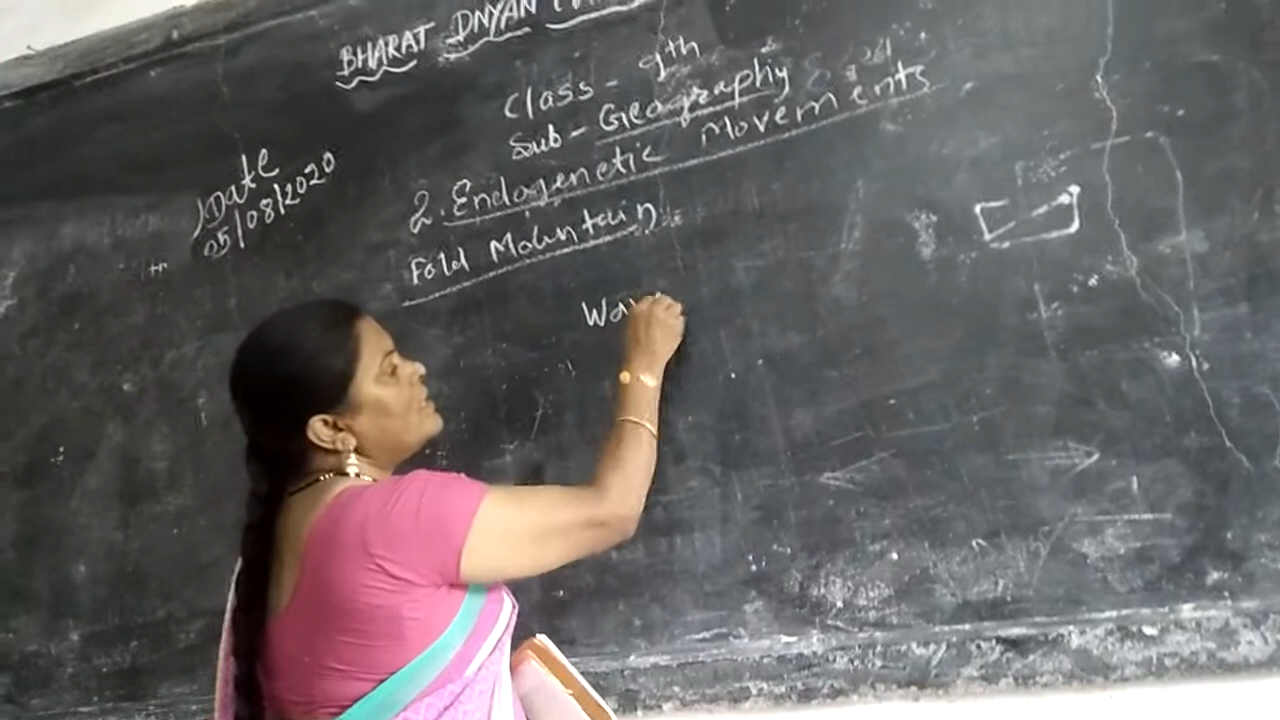 BHARAT DNYAN
Class - 9th
Sub - Geography
Date
05/08/2020
2. Endogenetic Movements
Fold Mountain